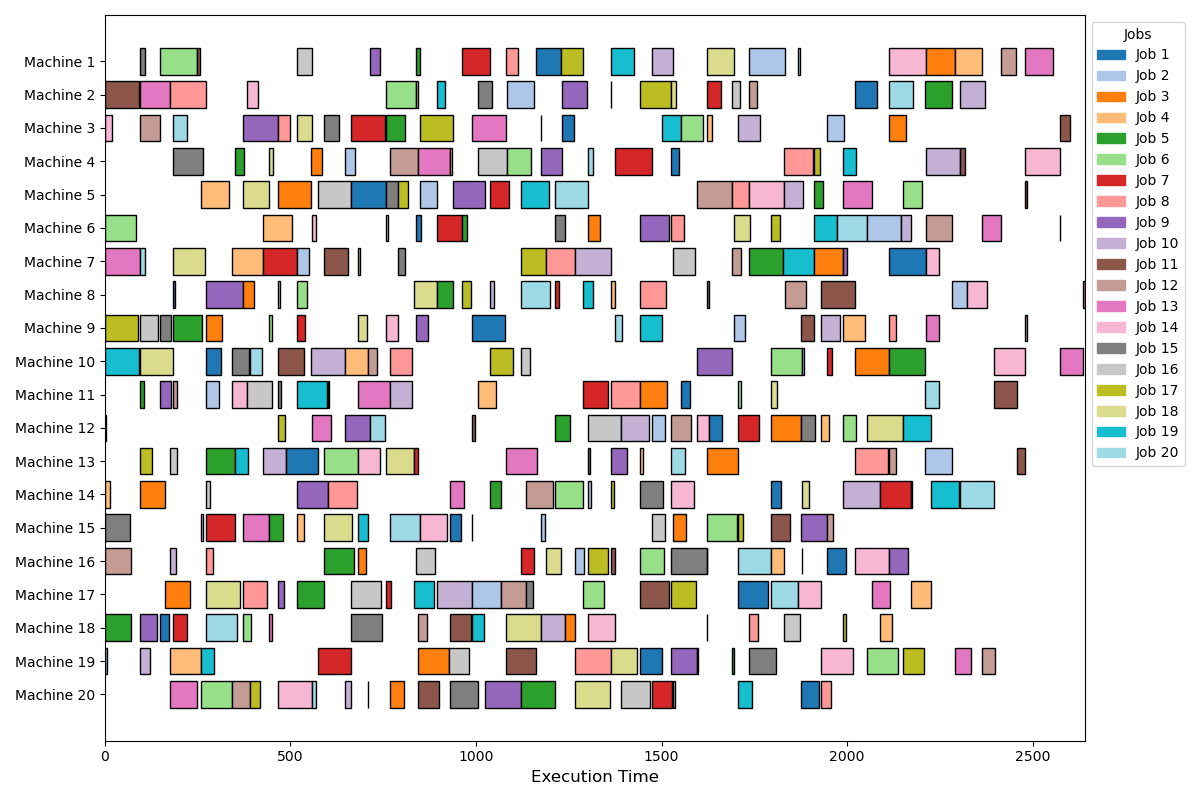 Machine 1
Machine 2
Machine 3
Machine 4
Machine 5
Machine 6
Machine 7
Machine 8
Machine 9
Machine 10
Machine 11
Machine 12
Machine 13
Machine 14
Machine 15
Machine 16
Machine 17
Machine 18
Machine 19
Machine 20
0 500 1000 1500 2000 2500
Execution Time
Jobs
Job 1
Job 2
Job 3
Job 4
Job 5
Job 6
Job 7
Job 8
Job 9
Job 10
Job 11
Job 12
Job 13
Job 14
Job 15
Job 16
Job 17
Job 18
Job 19
Job 20